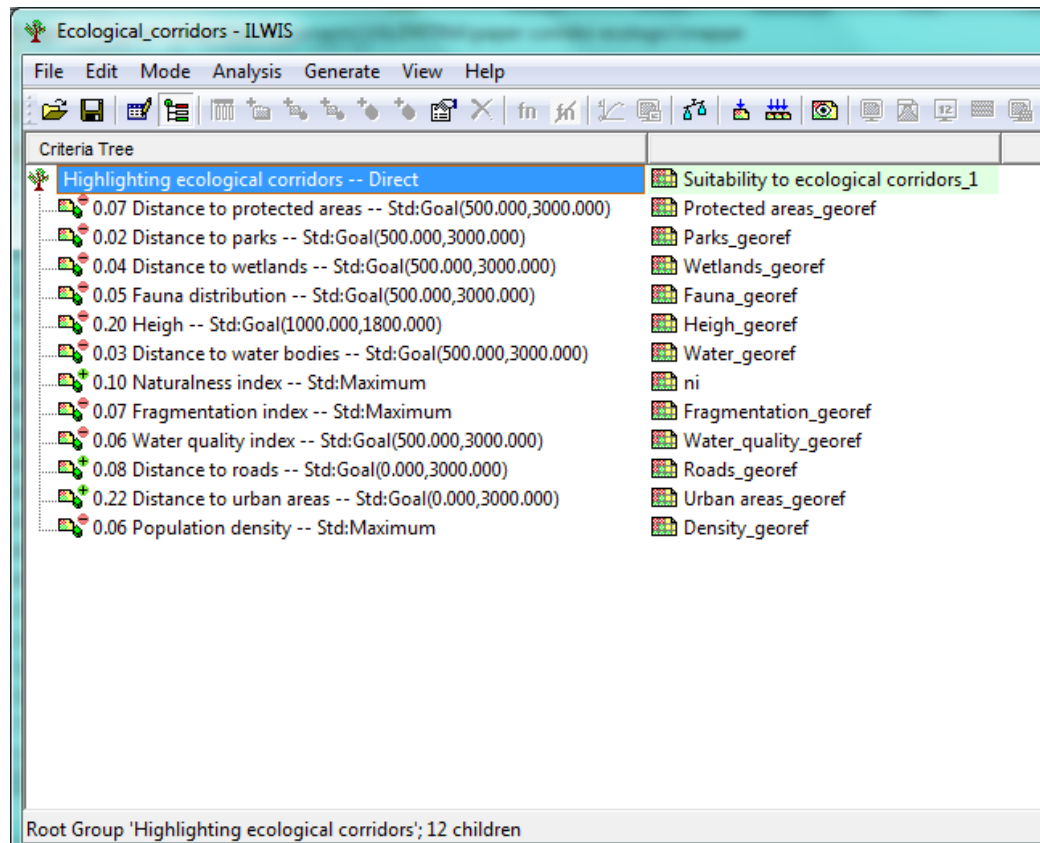 Ecological_corridors - ILWIS
File Edit Mode Analysis Generate View Help
Criteria Tree
Highlighting ecological corridors -- Direct Suitability to ecological corridors_1
0.07 Distance to protected areas -- Std:Goal(500.000,3000.000) Protected areas_georef
0.02 Distance to parks -- Std:Goal(500.000,3000.000) Parks_georef
0.04 Distance to wetlands -- Std:Goal(500.000,3000.000) Wetlands_georef
0.05 Fauna distribution -- Std:Goal(500.000,3000.000) Fauna_georef
0.20 Heigh -- Std:Goal(1000.000,1800.000) Heigh_georef
0.03 Distance to water bodies -- Std:Goal(500.000,3000.000) Water_georef
0.10 Naturalness index -- Std:Maximum ni
0.07 Fragmentation index -- Std:Maximum Fragmentation_georef
0.06 Water quality index -- Std:Goal(500.000,3000.000) Water_quality_georef
0.08 Distance to roads -- Std:Goal(0.000,3000.000) Roads_georef
0.22 Distance to urban areas -- Std:Goal(0.000,3000.000) Urban areas_georef
0.06 Population density -- Std:Maximum Density_georef
Root Group 'Highlighting ecological corridors'; 12 children